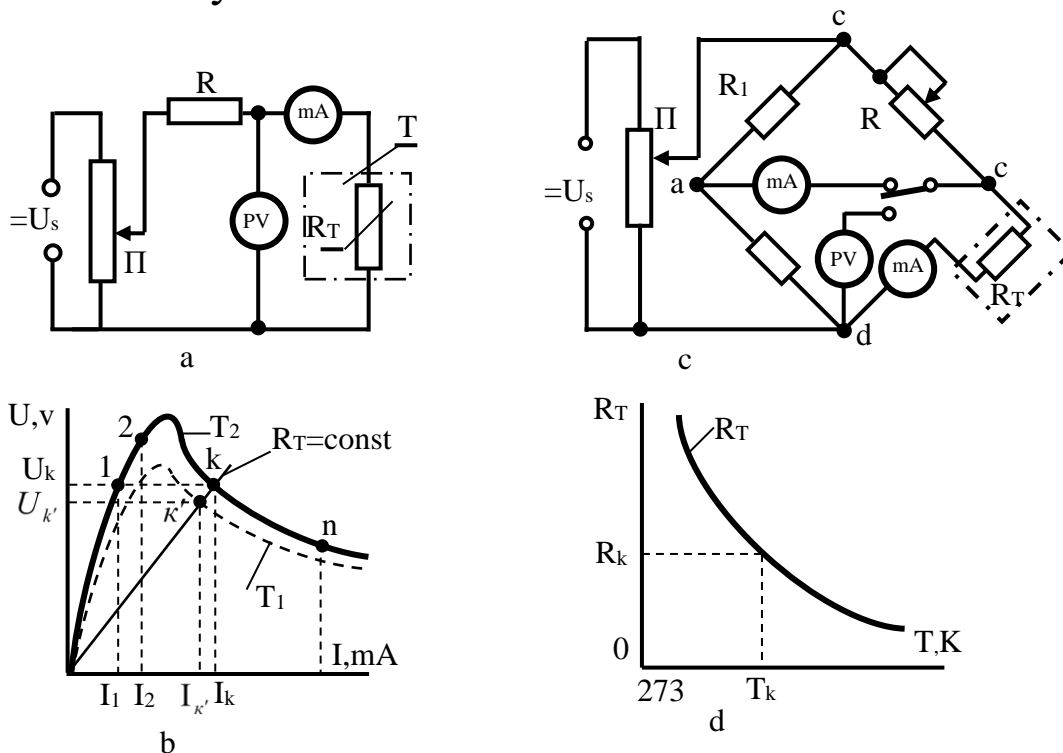 y
R
mA
T
=Us
П
PV
RT
a
c
R1
П
R
=Us
a
mA
c
PV
mA
RT
d
c
U,v
2
T2
RT=const
Uk
1
k
Uk'
κ'
n
T1
I,mA
I1 I2 Iκ' Ik
b
RT
RT
Rk
0
T,K
273
Tk
d